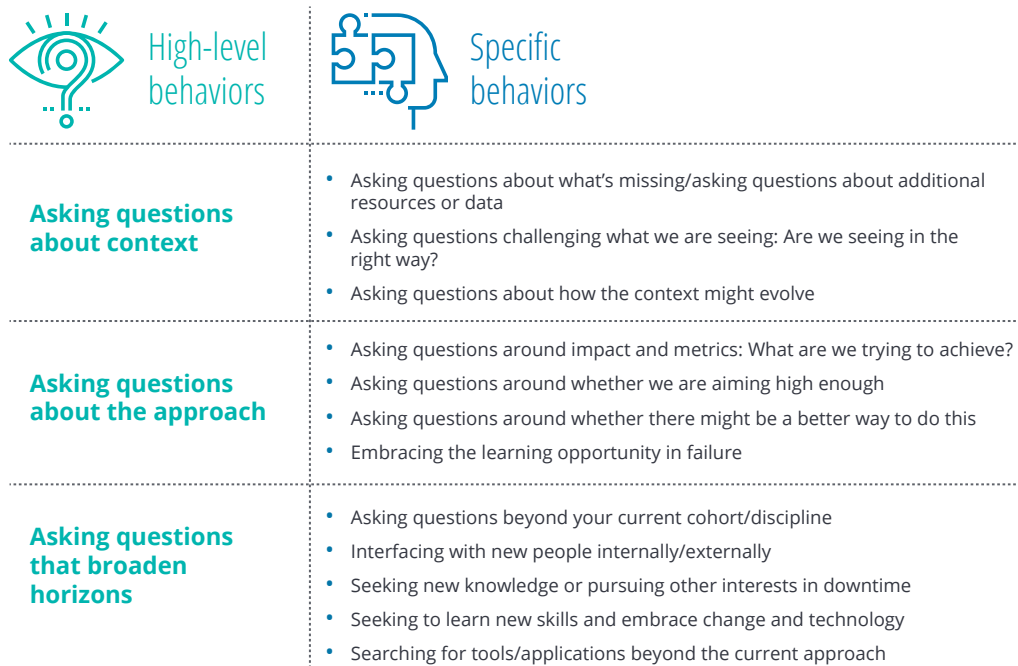 High-level
behaviors
Specific
behaviors
Asking questions
about context
• Asking questions about what's missing/asking questions about additional
resources or data
• Asking questions challenging what we are seeing: Are we seeing in the
right way?
• Asking questions about how the context might evolve
Asking questions
about the approach
• Asking questions around impact and metrics: What are we trying to achieve?
• Asking questions around whether we are aiming high enough
• Asking questions around whether there might be a better way to do this
• Embracing the learning opportunity in failure
Asking questions
that broaden
horizons
• Asking questions beyond your current cohort/discipline
• Interfacing with new people internally/externally
• Seeking new knowledge or pursuing other interests in downtime
• Seeking to learn new skills and embrace change and technology
• Searching for tools/applications beyond the current approach